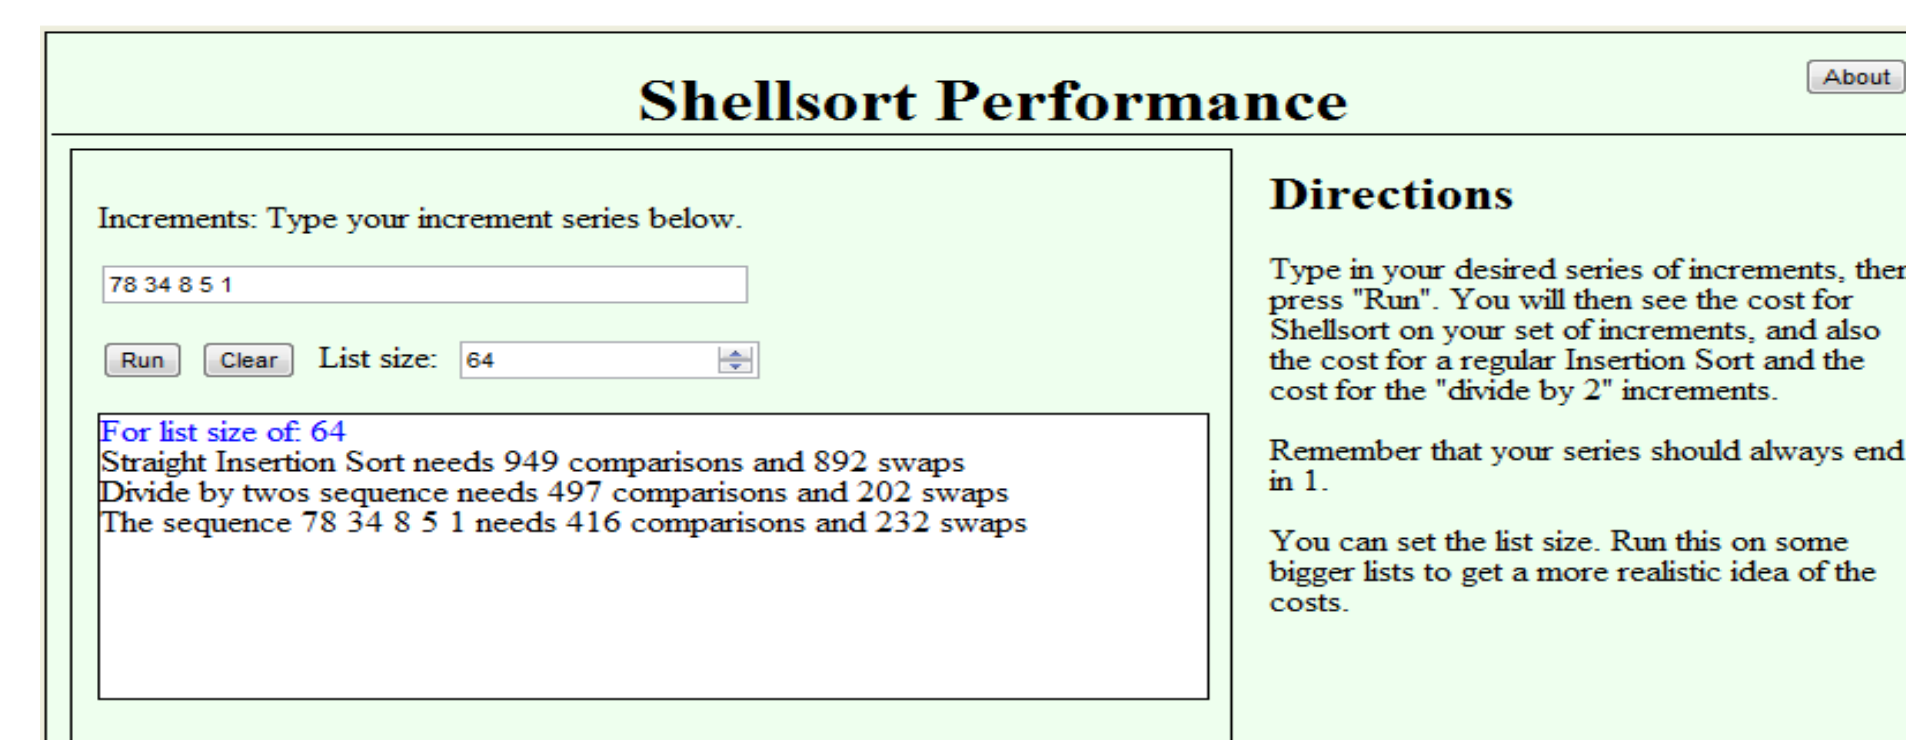 Shellsort Performance
About
Increments: Type your increment series below.
78 34 8 5 1
Run Clear List size: 64
For list size of: 64
Straight Insertion Sort needs 949 comparisons and 892 swaps
Divide by twos sequence needs 497 comparisons and 202 swaps
The sequence 78 34 8 5 1 needs 416 comparisons and 232 swaps
Directions
Type in your desired series of increments, then
press "Run". You will then see the cost for
Shellsort on your set of increments, and also
the cost for a regular Insertion Sort and the
cost for the "divide by 2" increments.
Remember that your series should always end
in 1.
You can set the list size. Run this on some
bigger lists to get a more realistic idea of the
costs.